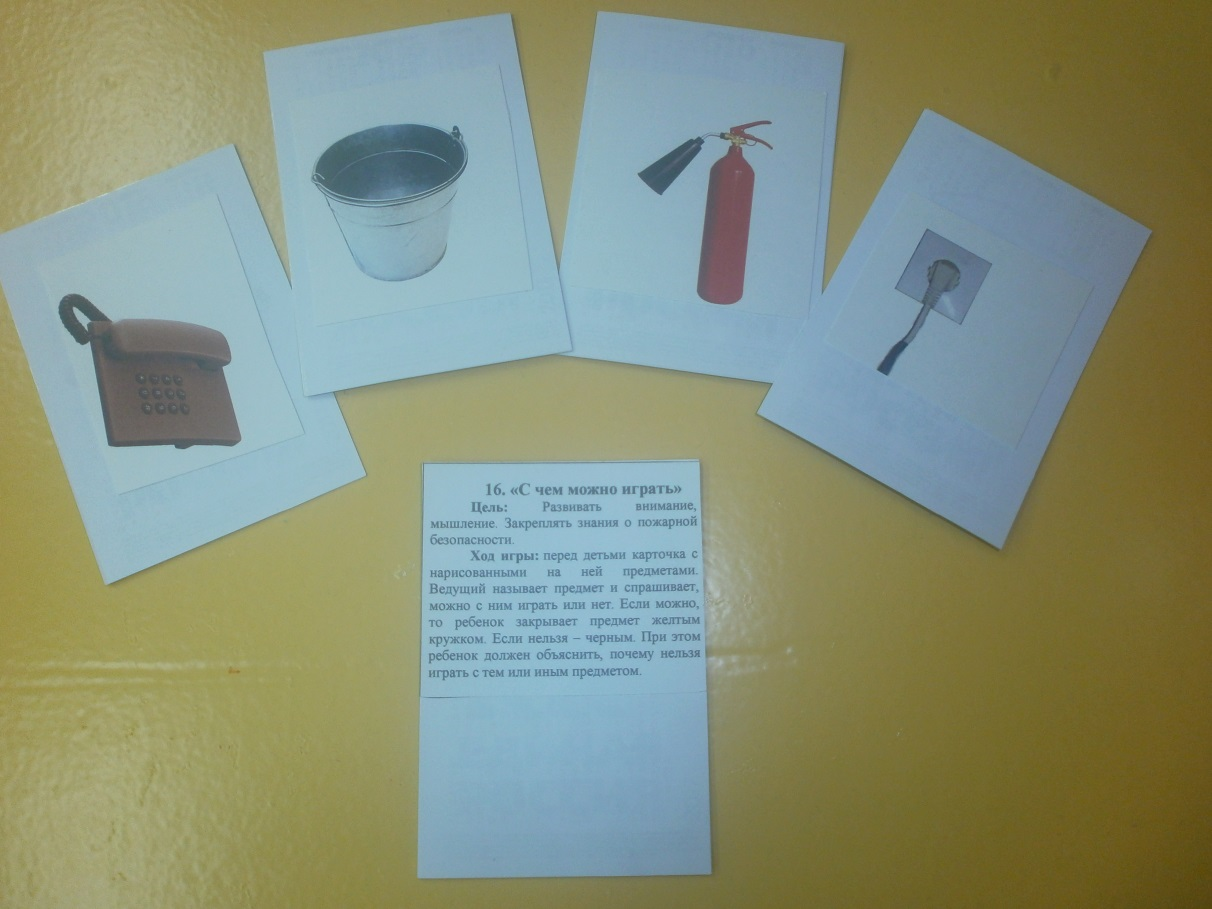 16. «С чем можно играть»
Цель: Развивать внимание,
мышление. Закреплять знания о пожарной
безопасности.
Ход игры: перед детьми карточка с
нарисованными на ней предметами.
Ведущий называет предмет и спрашивает,
можно с ним играть или нет. Если можно,
то ребенок закрывает предмет желтым
кружком. Если нельзя – черным. При этом
ребенок должен объяснить, почему нельзя
играть с тем или иным предметом.